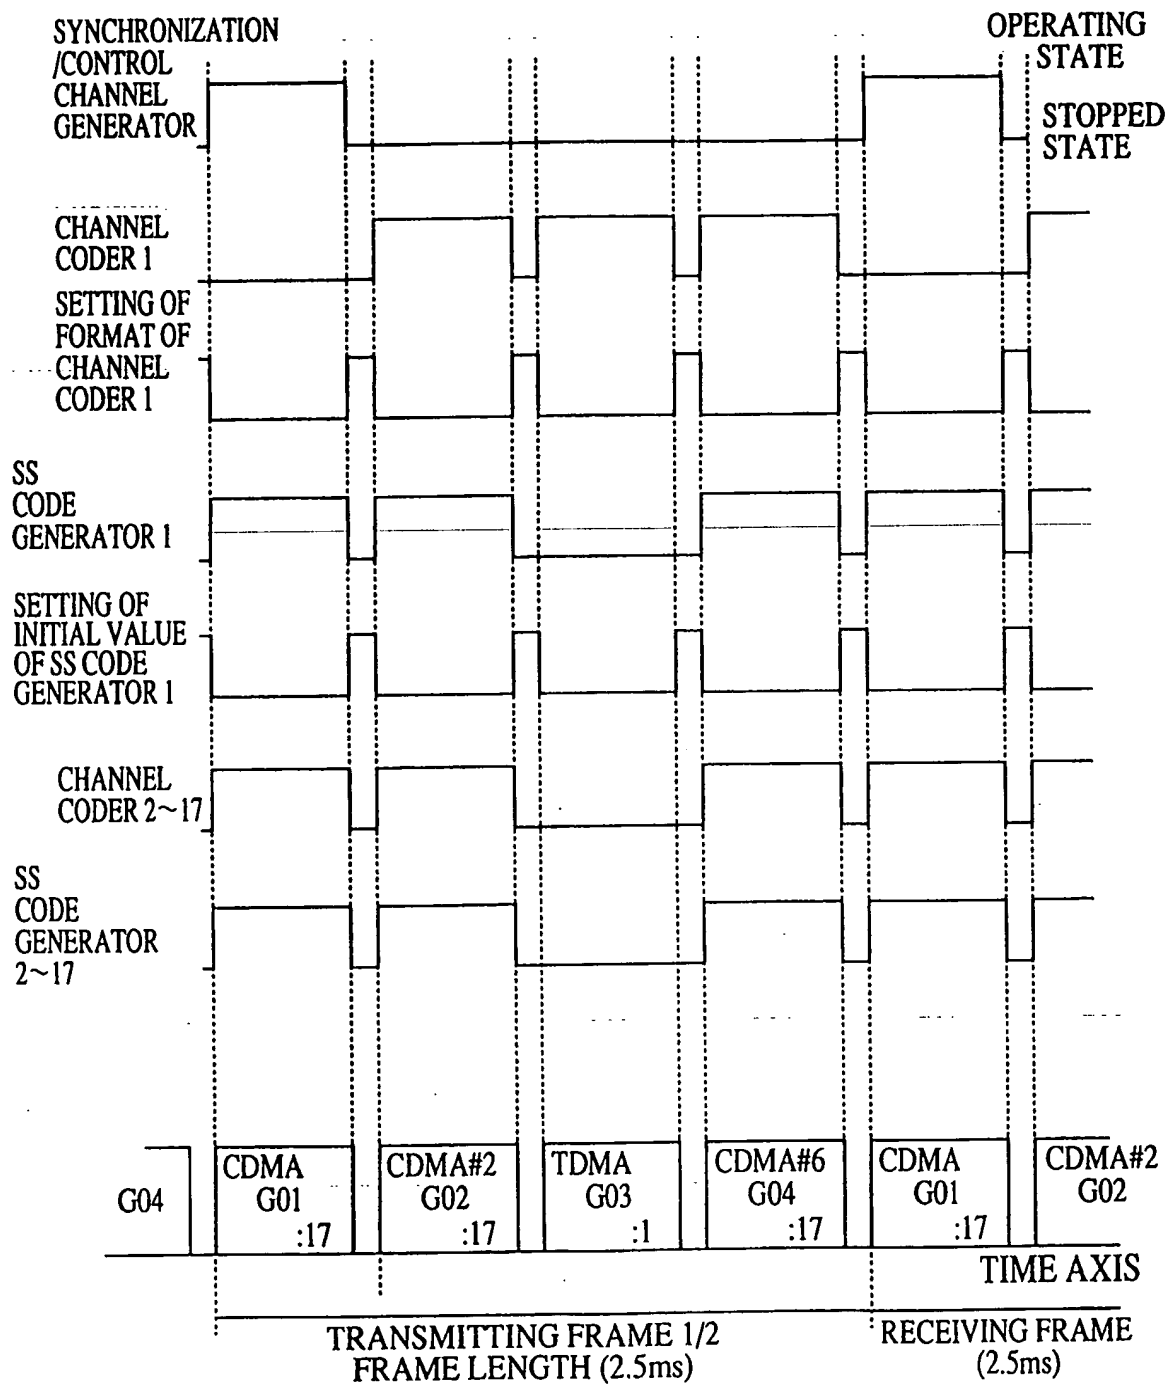 SYNCHRONIZATION
/CONTROL
CHANNEL
GENERATOR
OPERATING
STATE
STOPPED
STATE
CHANNEL
CODER 1
SETTING OF
FORMAT OF
CHANNEL
CODER 1
SS
CODE
GENERATOR 1
SETTING OF
INITIAL VALUE
OF SS CODE
GENERATOR 1
CHANNEL
CODER 2~17
SS
CODE
GENERATOR
2~17
G04
CDMA
G01
:17
CDMA#2
G02
:17
TDMA
G03
:1
CDMA#6
G04
:17
CDMA
G01
:17
CDMA#2
G02
TIME AXIS
TRANSMITTING FRAME 1/2
FRAME LENGTH (2.5ms)
RECEIVING FRAME
(2.5ms)